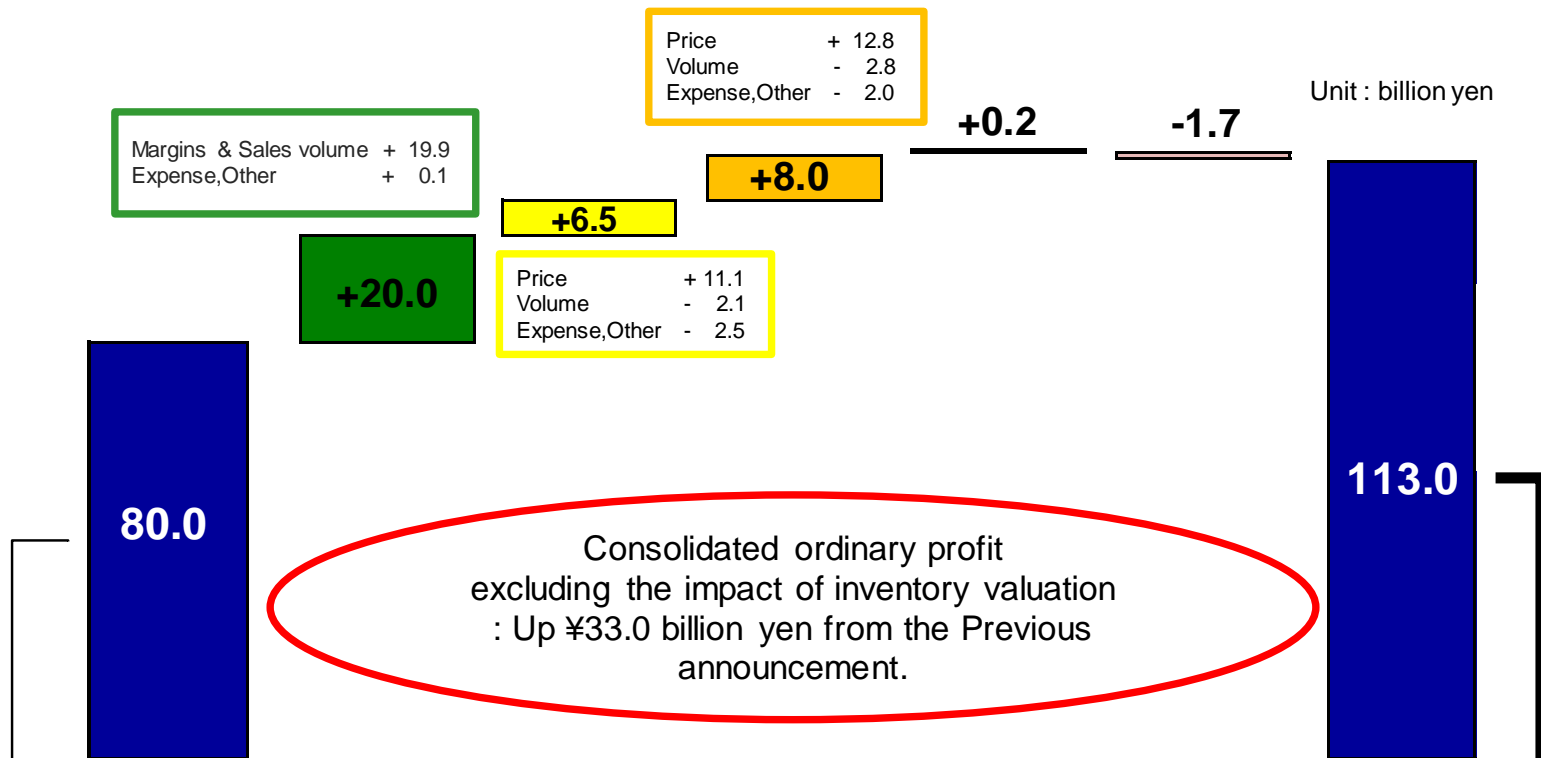 Price + 12.8
Volume - 2.8
Expense,Other - 2.0
Unit : billion yen
+0.2
-1.7
Margins & Sales volume + 19.9
Expense,Other + 0.1
+8.0
+6.5
+20.0
Price + 11.1
Volume - 2.1
Expense,Other - 2.5
80.0
113.0
Consolidated ordinary profit
excluding the impact of inventory valuation
: Up ¥33.0 billion yen from the Previous
announcement.